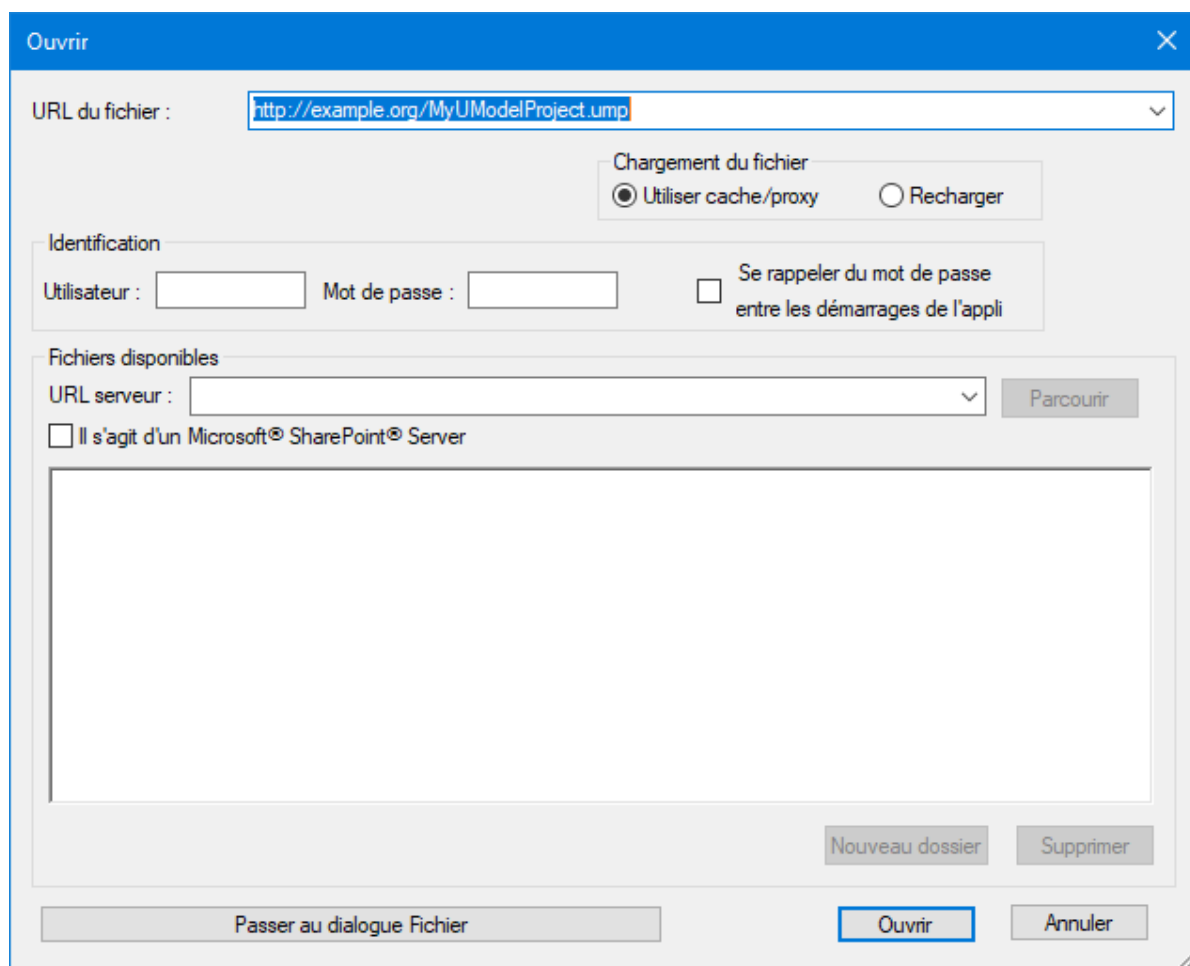 Ouvrir
URL du fichier :
http://example.org/MyUModelProject.ump
Chargement du fichier
Utiliser cache/proxy
Recharger
Identification
Utilisateur :
Mot de passe :
Se rappeler du mot de passe
entre les démarrages de l'appli
Fichiers disponibles
URL serveur :
Parcourir
Il s'agit d'un Microsoft® SharePoint® Server
Nouveau dossier
Supprimer
Passer au dialogue Fichier
Ouvrir
Annuler